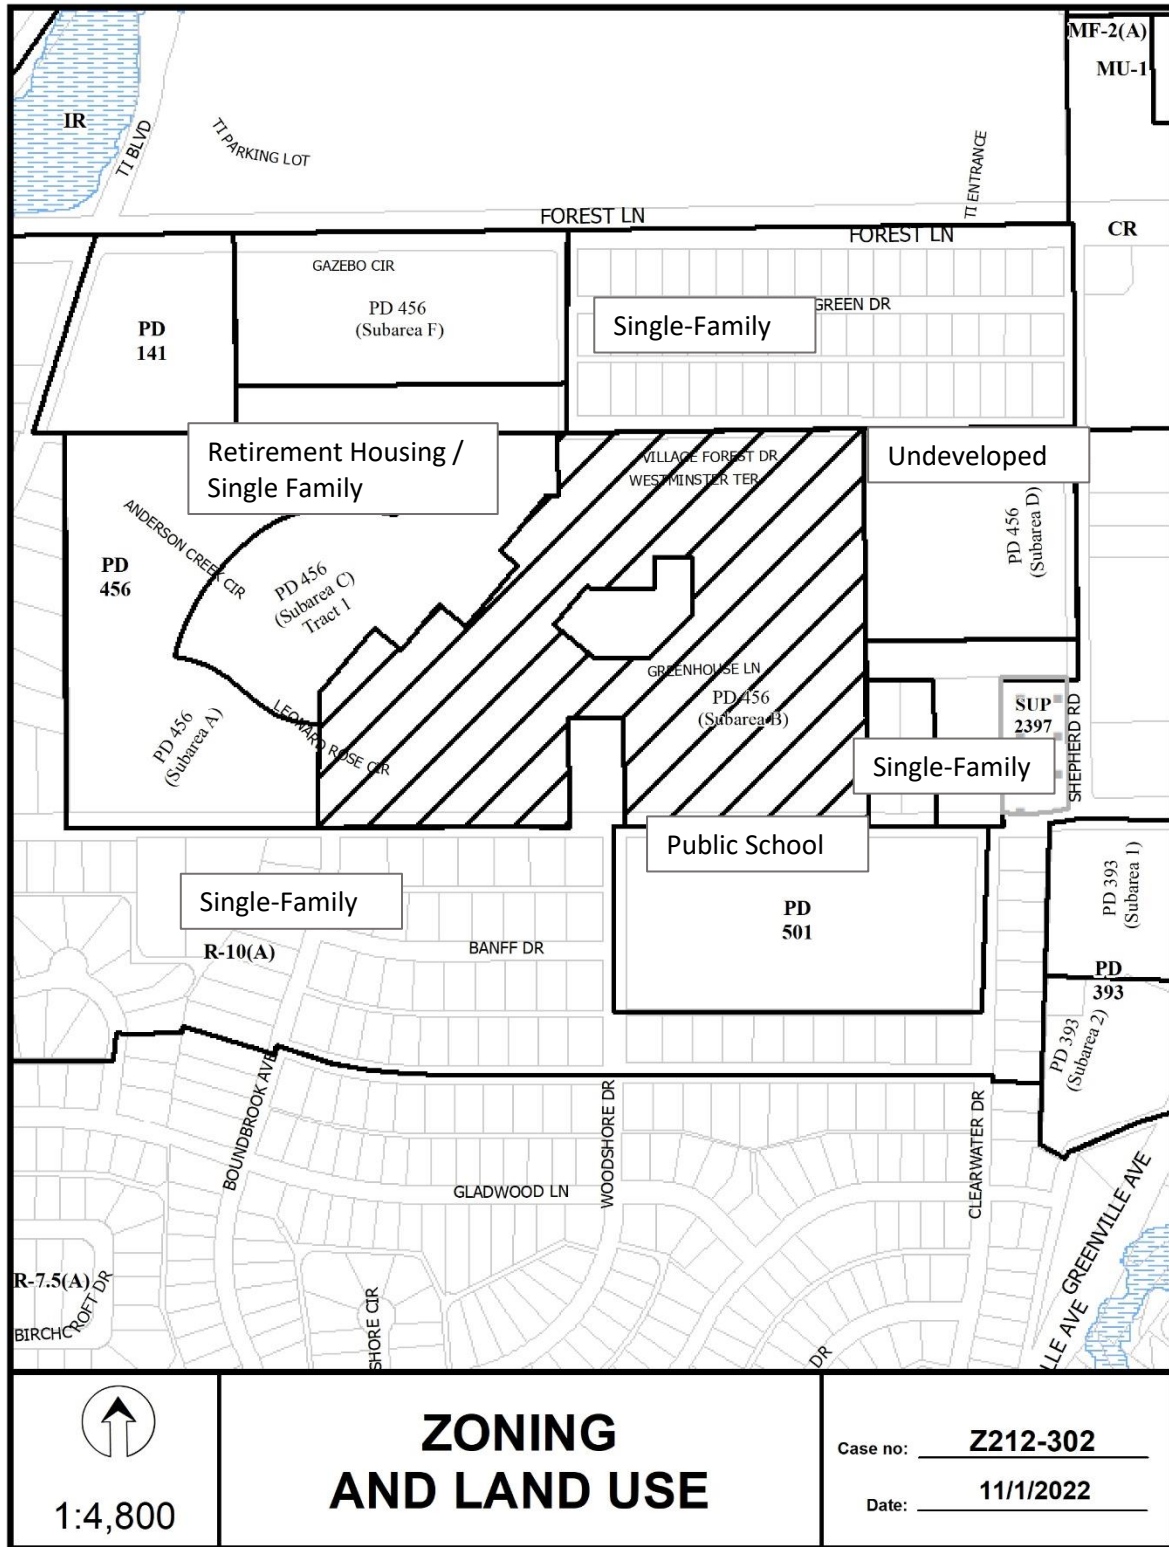 MF-2(A)
MU-1
IR
TI BLVD
TI PARKING LOT
TI ENTRANCE
FOREST LN
FOREST LN
CR
GAZEBO CIR
PD 456
(Subarea F)
PD
141
Single-Family
GREEN DR
Retirement Housing /
Single Family
VILLAGE FOREST DR
WESTMINSTER TER
Undeveloped
PD 456
(Subarea D)
ANDERSON CREEK CIR
PD
456
PD 456
(Subarea C)
Tract 1
GREENHOUSE LN
PD 456
(Subarea B)
SUP
2397
SHEPHERD RD
PD 456
(Subarea A)
LEONARD ROSE CIR
Single-Family
Public School
Single-Family
R-10(A)
BANFF DR
PD
501
PD 393
(Subarea 1)
PD
393
PD 393
(Subarea 2)
BOUNDBROOK AVE
WOODSHORE DR
CLEARWATER DR
GLADWOOD LN
GREENVILLE AVE
R-7.5(A)
BIRCHCROFT DR
SHORE CIR
DR
LLE AVE
1:4,800
ZONING
AND LAND USE
Case no: Z212-302
Date: 11/1/2022